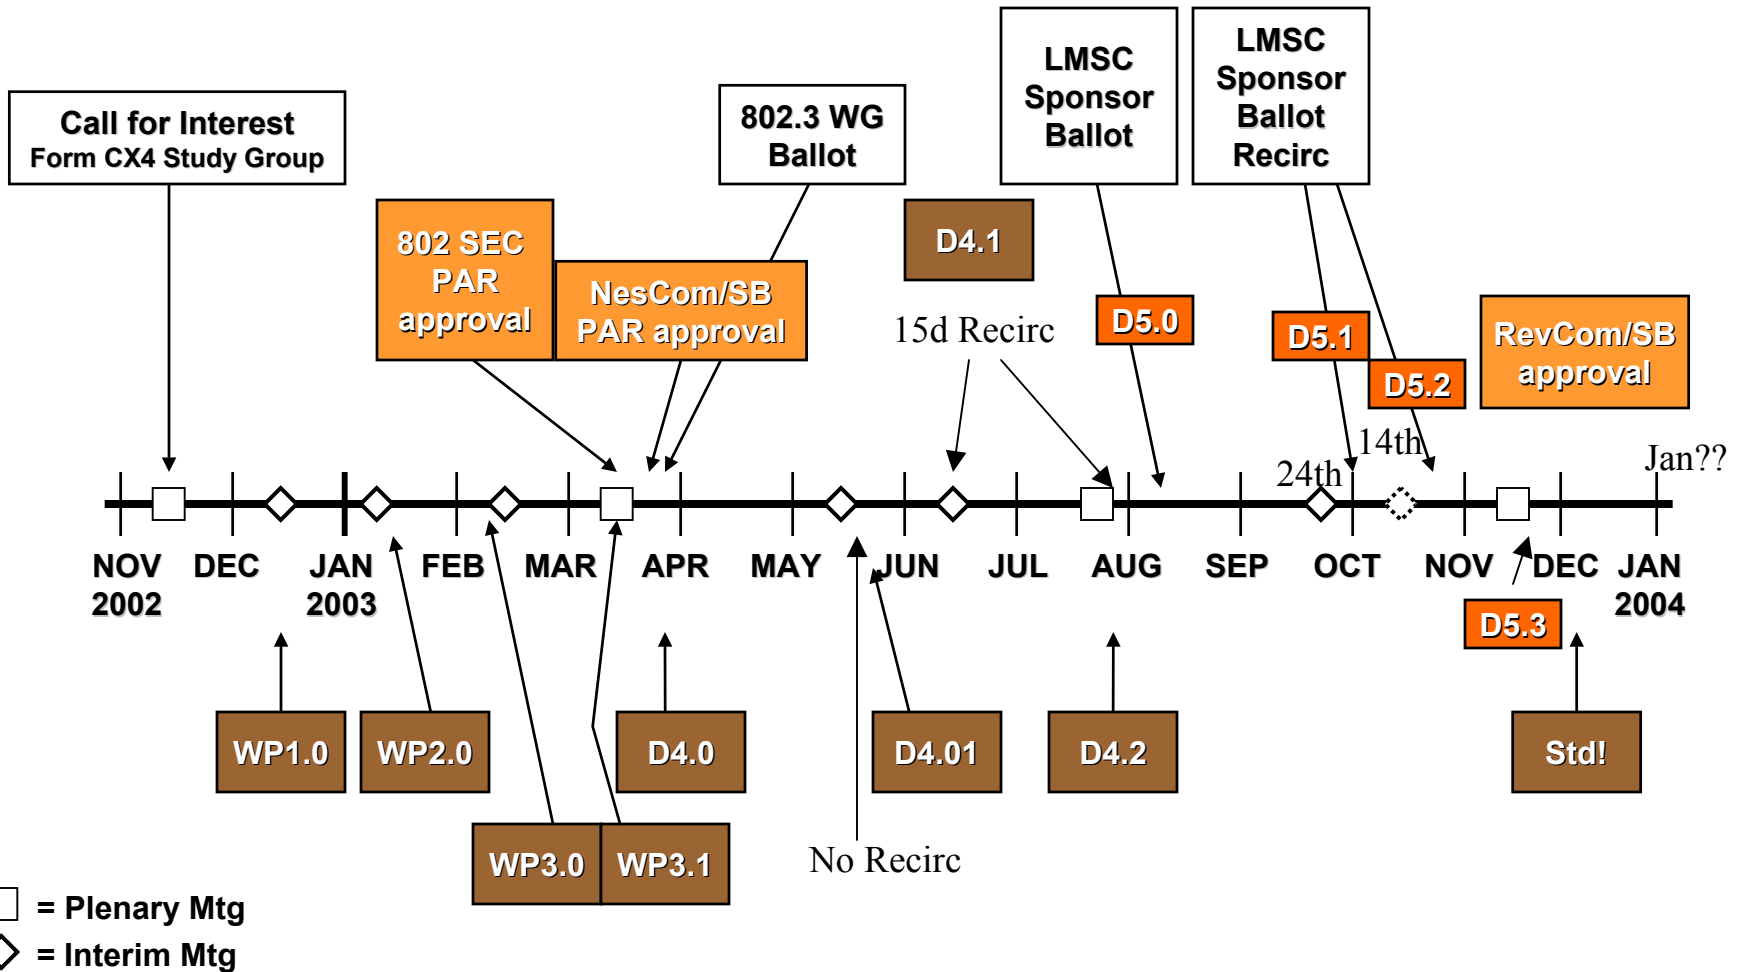 Call for Interest
Form CX4 Study Group
802 SEC
PAR
approval
NesCom/SB
PAR approval
802.3 WG
Ballot
D4.1
15d Recirc
LMSC
Sponsor
Ballot
D5.0
LMSC
Sponsor
Ballot
Recirc
D5.1
D5.2
RevCom/SB
approval
14th
24th
Jan??
NOV
2002
DEC
JAN
2003
FEB
MAR
APR
MAY
JUN
JUL
AUG
SEP
OCT
NOV
DEC
JAN
2004
D5.3
WP1.0
WP2.0
D4.0
D4.01
D4.2
Std!
WP3.0
WP3.1
No Recirc
= Plenary Mtg
= Interim Mtg